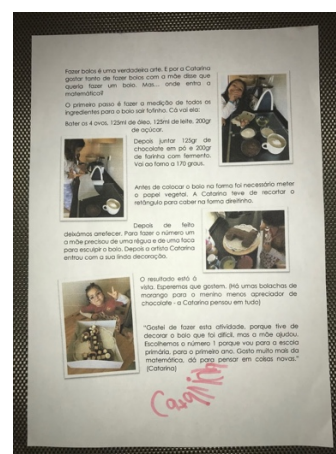 Fazer bolos é uma verdadeira arte. E por a Catarina
gostar tanto de fazer bolos com a mãe disse que
queria fazer um bolo. Mas... onde entra a
matemática?
O primeiro passo é fazer a medição de todos os
ingredientes para o bolo sair fofinho. Cá vai ela:
Bater os 4 ovos, 125ml de óleo, 125ml de leite, 200gr
de açúcar.
Depois juntar 125gr de
chocolate em pó e 200gr
de farinha com fermento.
Vai ao forno a 170 graus.
Antes de colocar o bolo na forma foi necessário meter
o papel vegetal. A Catarina teve de recortar o
retângulo para caber na forma direitinho.
Depois de feito
deixámos arrefecer. Para fazer o número um
a mãe precisou de uma régua e de uma faca
para esculpir o bolo. Depois a artista Catarina
entrou com a sua linda decoração.
O resultado está à
vista. Esperemos que gostem. (Há umas bolachas de
morango para o menino menos apreciador de
chocolate - a Catarina pensou em tudo)
"Gostei de fazer esta atividade, porque tive de
decorar o bolo que foi difícil, mas a mãe ajudou.
Escolhemos o número 1 porque vou para a escola
primária, para o primeiro ano. Gosto muito mais da
matemática, dá para pensar em coisas novas."
(Catarina)